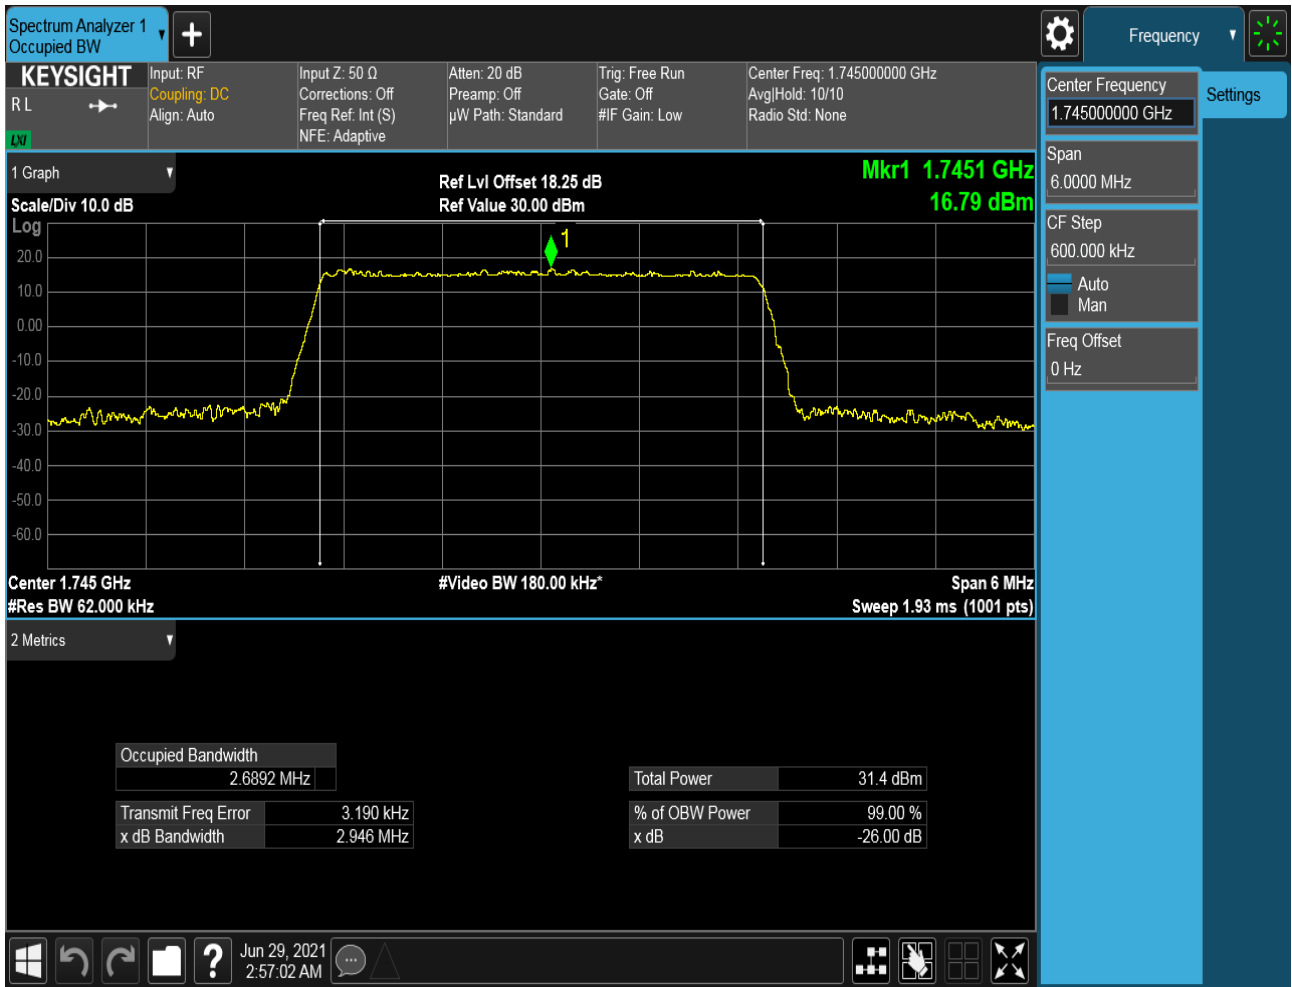 Spectrum Analyzer 1
Occupied BW
Frequency
KEYSIGHT
R L
LXI
Input: RF
Coupling: DC
Align: Auto
Input Z: 50 Ω
Corrections: Off
Freq Ref: Int (S)
NFE: Adaptive
Atten: 20 dB
Preamp: Off
µW Path: Standard
Trig: Free Run
Gate: Off
#IF Gain: Low
Center Freq: 1.745000000 GHz
Avg|Hold: 10/10
Radio Std: None
Center Frequency
1.745000000 GHz
Settings
Span
6.0000 MHz
CF Step
600.000 kHz
Auto
Man
Freq Offset
0 Hz
1 Graph
Scale/Div 10.0 dB
Ref Lvl Offset 18.25 dB
Ref Value 30.00 dBm
Mkr1 1.7451 GHz
16.79 dBm
Log
1
20.0
10.0
0.00
-10.0
-20.0
-30.0
-40.0
-50.0
-60.0
Center 1.745 GHz
#Video BW 180.00 kHz*
Span 6 MHz
#Res BW 62.000 kHz
Sweep 1.93 ms (1001 pts)
2 Metrics
Occupied Bandwidth
2.6892 MHz
Transmit Freq Error 3.190 kHz
x dB Bandwidth 2.946 MHz
Total Power 31.4 dBm
% of OBW Power 99.00 %
x dB -26.00 dB
?
Jun 29, 2021
2:57:02 AM